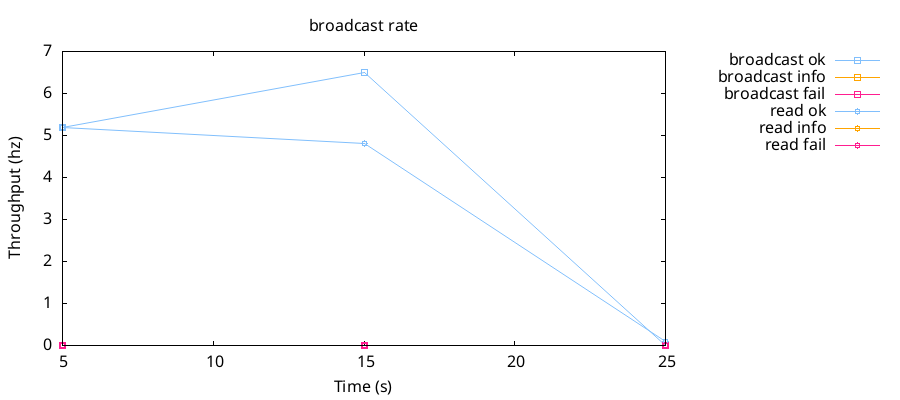 broadcast rate
7
6
5
4
3
2
1
0
Throughput (hz)
5
10
15
20
25
Time (s)
broadcast ok
broadcast info
broadcast fail
read ok
read info
read fail